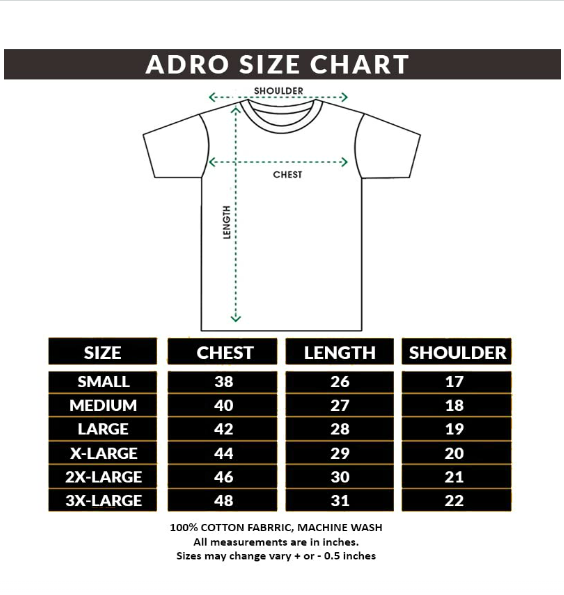 ADRO SIZE CHART
SHOULDER
CHEST
LENGTH
SIZE CHEST LENGTH SHOULDER
SMALL 38 26 17
MEDIUM 40 27 18
LARGE 42 28 19
X-LARGE 44 29 20
2X-LARGE 46 30 21
3X-LARGE 48 31 22
100% COTTON FABRRIC, MACHINE WASH
All measurements are in inches.
Sizes may change vary + or - 0.5 inches